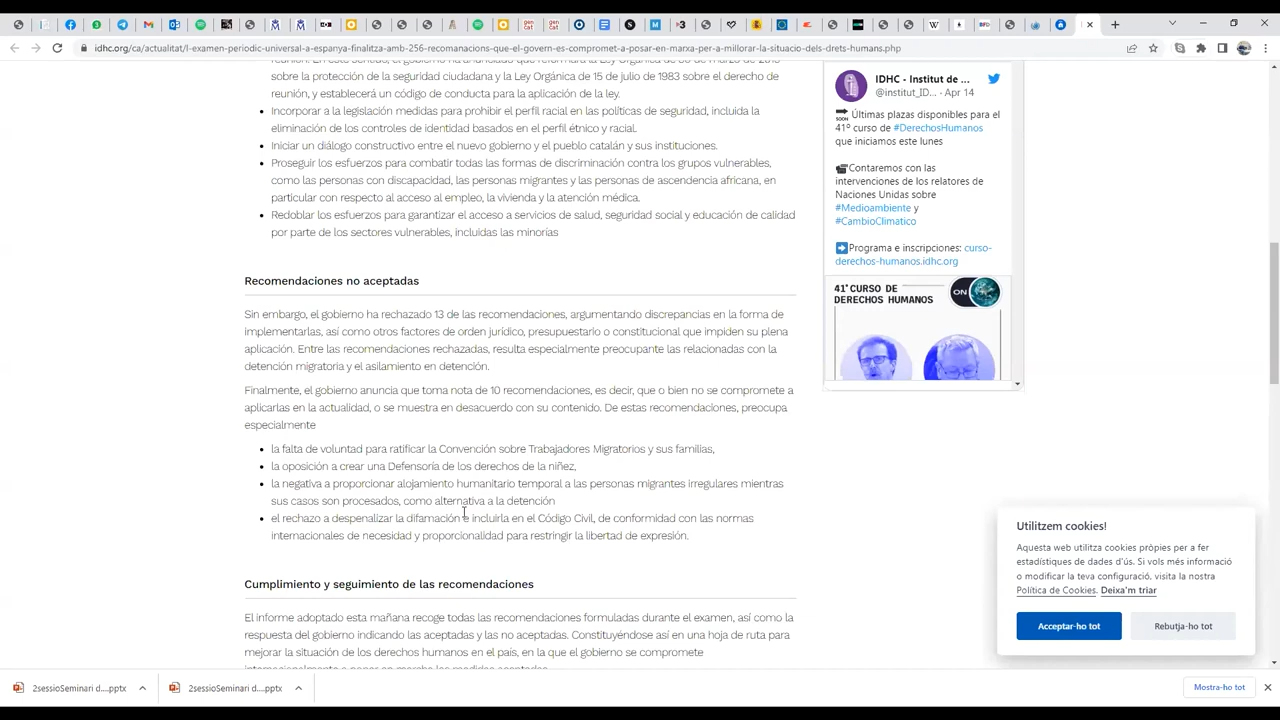 idhc.org/ca/actualitat/l-examen-periodic-universal-a-espanya-finalitza-amb-256-recomanacions-que-el-govern-es-compromet-a-posar-en-marxa-per-a-millorar-la-situacio-dels-drets-humans.php
sobre la protección de la seguridad ciudadana y la Ley Orgánica de 15 de julio de 1983 sobre el derecho de
reunión, y establecerá un código de conducta para la aplicación de la ley.
Incorporar a la legislación medidas para prohibir el perfil racial en las políticas de seguridad, incluida la
eliminación de los controles de identidad basados en el perfil étnico y racial.
Iniciar un diálogo constructivo entre el nuevo gobierno y el pueblo catalán y sus instituciones.
Proseguir los esfuerzos para combatir todas las formas de discriminación contra los grupos vulnerables,
como las personas con discapacidad, las personas migrantes y las personas de ascendencia africana, en
particular con respecto al acceso al empleo, la vivienda y la atención médica.
Redoblar los esfuerzos para garantizar el acceso a servicios de salud, seguridad social y educación de calidad
por parte de los sectores vulnerables, incluidas las minorías
Recomendaciones no aceptadas
Sin embargo, el gobierno ha rechazado 13 de las recomendaciones, argumentando discrepancias en la forma de
implementarlas, así como otros factores de orden jurídico, presupuestario o constitucional que impiden su plena
aplicación. Entre las recomendaciones rechazadas, resulta especialmente preocupante las relacionadas con la
detención migratoria y el asilamiento en detención.
Finalmente, el gobierno anuncia que toma nota de 10 recomendaciones, es decir, que o bien no se compromete a
aplicarlas en la actualidad, o se muestra en desacuerdo con su contenido. De estas recomendaciones, preocupa
especialmente
la falta de voluntad para ratificar la Convención sobre Trabajadores Migratorios y sus familias,
la oposición a crear una Defensoría de los derechos de la niñez,
la negativa a proporcionar alojamiento humanitario temporal a las personas migrantes irregulares mientras
sus casos son procesados, como alternativa a la detención
el rechazo a despenalizar la difamación e incluirla en el Código Civil, de conformidad con las normas
internacionales de necesidad y proporcionalidad para restringir la libertad de expresión.
Cumplimiento y seguimiento de las recomendaciones
El informe adoptado esta mañana recoge todas las recomendaciones formuladas durante el examen, así como la
respuesta del gobierno indicando las aceptadas y las no aceptadas. Constituyéndose así en una hoja de ruta para
mejorar la situación de los derechos humanos en el país, en la que el gobierno se compromete
IDHC - Institut de ...
@institut_ID... · Apr 14
SOON Últimas plazas disponibles para el
41º curso de #DerechosHumanos
que iniciamos este lunes
Contaremos con las
intervenciones de los relatores de
Naciones Unidas sobre
#Medioambiente y
#CambioClimatico
Programa e inscripciones: curso-
derechos-humanos.idhc.org
41º CURSO DE
DERECHOS HUMANOS
ON
Utilitzem cookies!
Aquesta web utilitza cookies pròpies per a fer
estadístiques de dades d'ús. Si vols més informació
o modificar la teva configuració, visita la nostra
Política de Cookies. Deixa'm triar
Acceptar-ho tot
Rebutja-ho tot
2sessioSeminari d....pptx
2sessioSeminari d....pptx
Mostra-ho tot